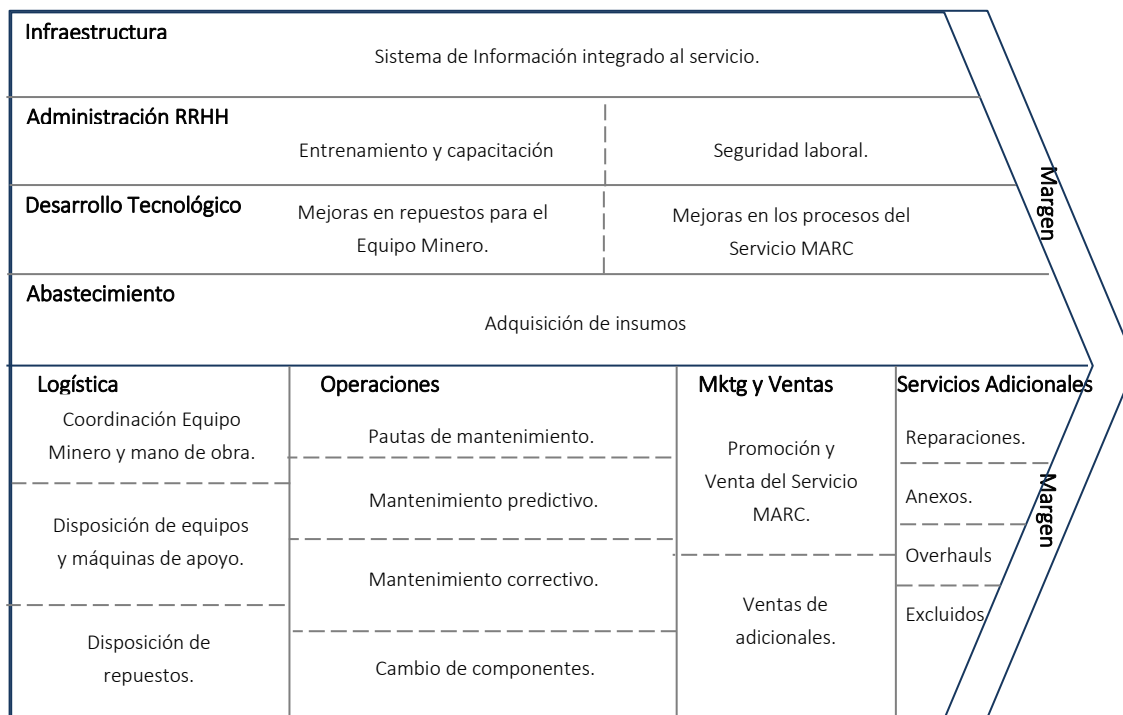 Infraestructura
Sistema de Información integrado al servicio.
Administración RRHH
Entrenamiento y capacitación
Seguridad laboral.
Desarrollo Tecnológico
Mejoras en repuestos para el
Equipo Minero.
Mejoras en los procesos del
Servicio MARC
Abastecimiento
Adquisición de insumos
Margen
Logística
Coordinación Equipo
Minero y mano de obra.
Disposición de equipos
y máquinas de apoyo.
Disposición de
repuestos.
Operaciones
Pautas de mantenimiento.
Mantenimiento predictivo.
Mantenimiento correctivo.
Cambio de componentes.
Mktg y Ventas
Promoción y
Venta del Servicio
MARC.
Ventas de
adicionales.
Servicios Adicionales
Reparaciones.
Anexos.
Overhauls
Excluidos
Margen